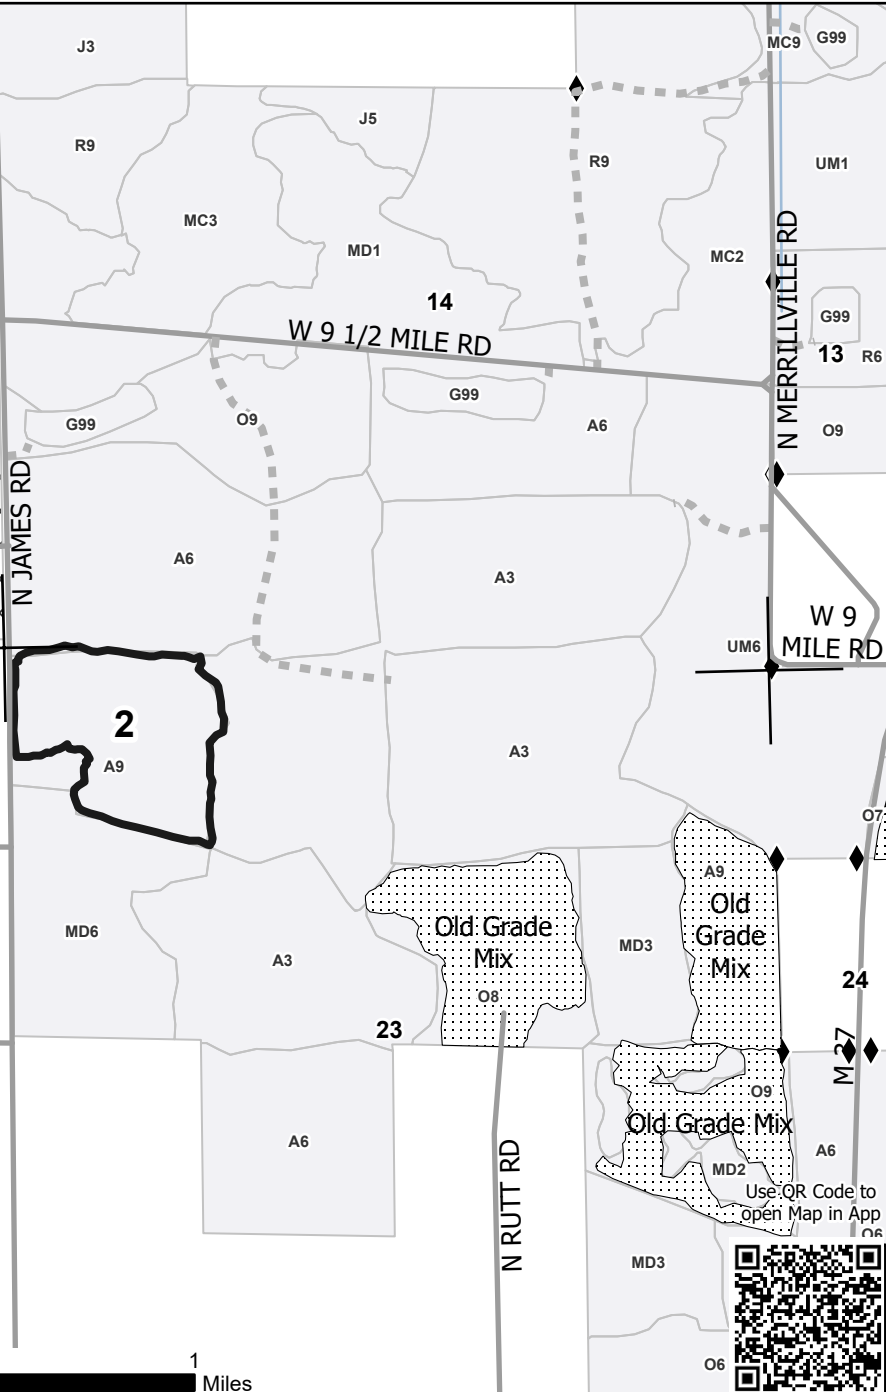 J3
MC9
G99
R9
J5
R9
UM1
MC3
MD1
MC2
14
N MERRILLVILLE RD
G99
W 9 1/2 MILE RD
13
R6
G99
G99
O9
A6
O9
N JAMES RD
A6
A3
W 9
MILE RD
UM6
2
A9
A3
O7
A9
Old
Grade
Mix
Old Grade
Mix
MD6
MD3
A3
O8
24
23
M 27
O9
Old Grade Mix
A6
A6
MD2
Use QR Code to
open Map in App
N RUTT RD
O6
MD3
O6
1
Miles